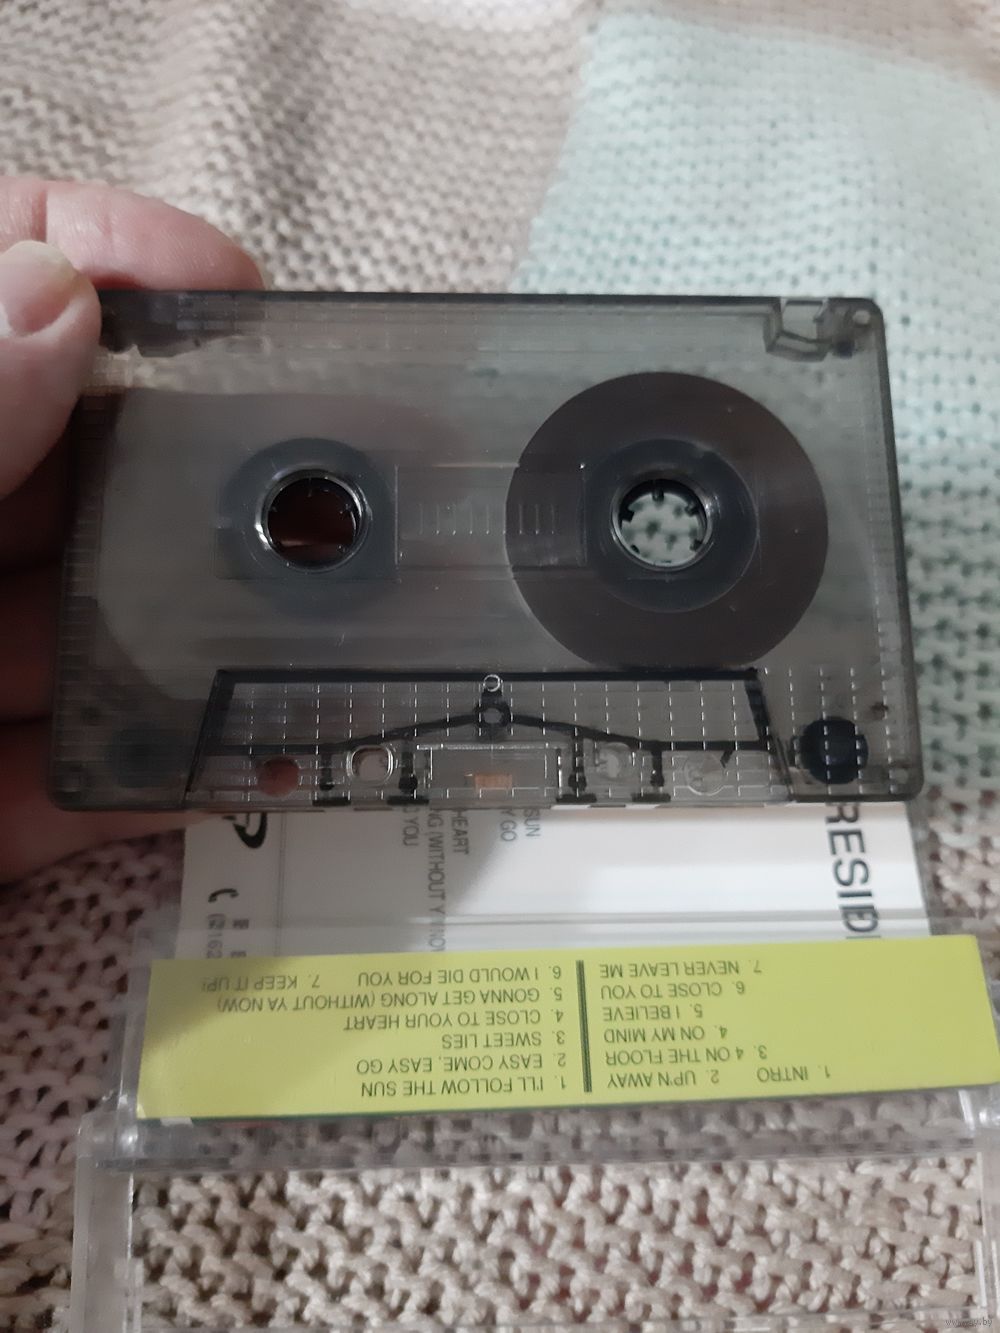 1. INTRO 2. UP'N AWAY
3. 4 ON THE FLOOR
4. ON MY MIND
5. I BELIEVE
6. CLOSE TO YOU
7. NEVER LEAVE ME
1. I'LL FOLLOW THE SUN
2. EASY COME, EASY GO
3. SWEET LIES
4. CLOSE TO YOUR HEART
5. GONNA GET ALONG (WITHOUT YA NOW)
6. I WOULD DIE FOR YOU 7. KEEP IT UP!
SUN
Y GO
HEART
NG (WITHOUT Y NOV
YOU
RESID